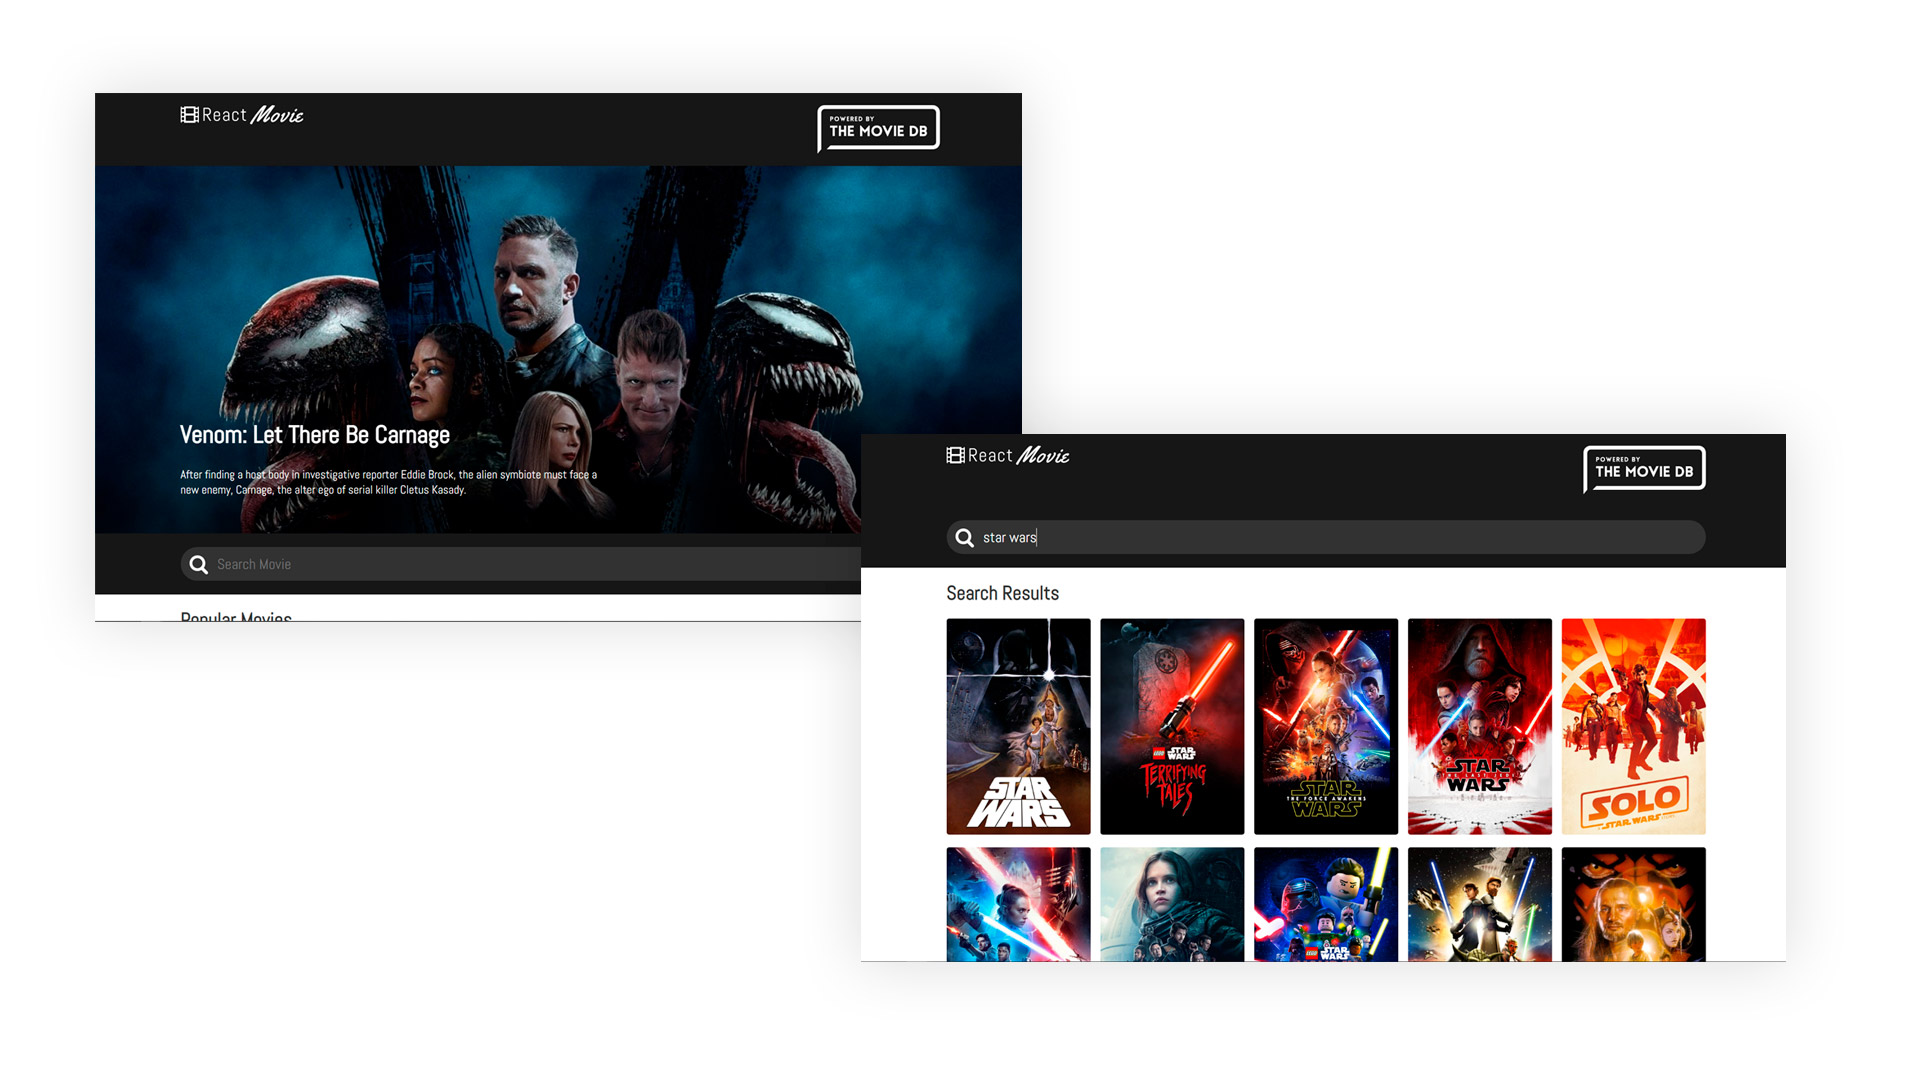 React Movie
POWERED BY
THE MOVIE DB
Venom: Let There Be Carnage
After finding a host body in investigative reporter Eddie Brock, the alien symbiote must face a
new enemy, Carnage, the alter ego of serial killer Cletus Kasady.
Search Movie
Popular Movies
React Movie
POWERED BY
THE MOVIE DB
star wars
Search Results
STAR
WARS
LEGO STAR
WARS
TERRIFYING
TALES
STAR
THE FORCE AWAKENS
WARS
STAR
THE LAST JEDI
WARS
SOLO
A STAR WARS STORY
LEGO STAR
WARS